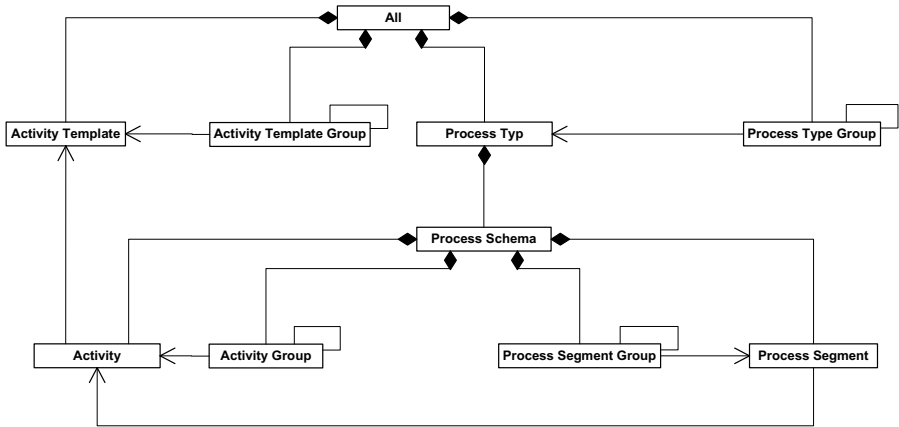 All
Activity Template
Activity Template Group
Process Typ
Process Type Group
Process Schema
Activity
Activity Group
Process Segment Group
Process Segment